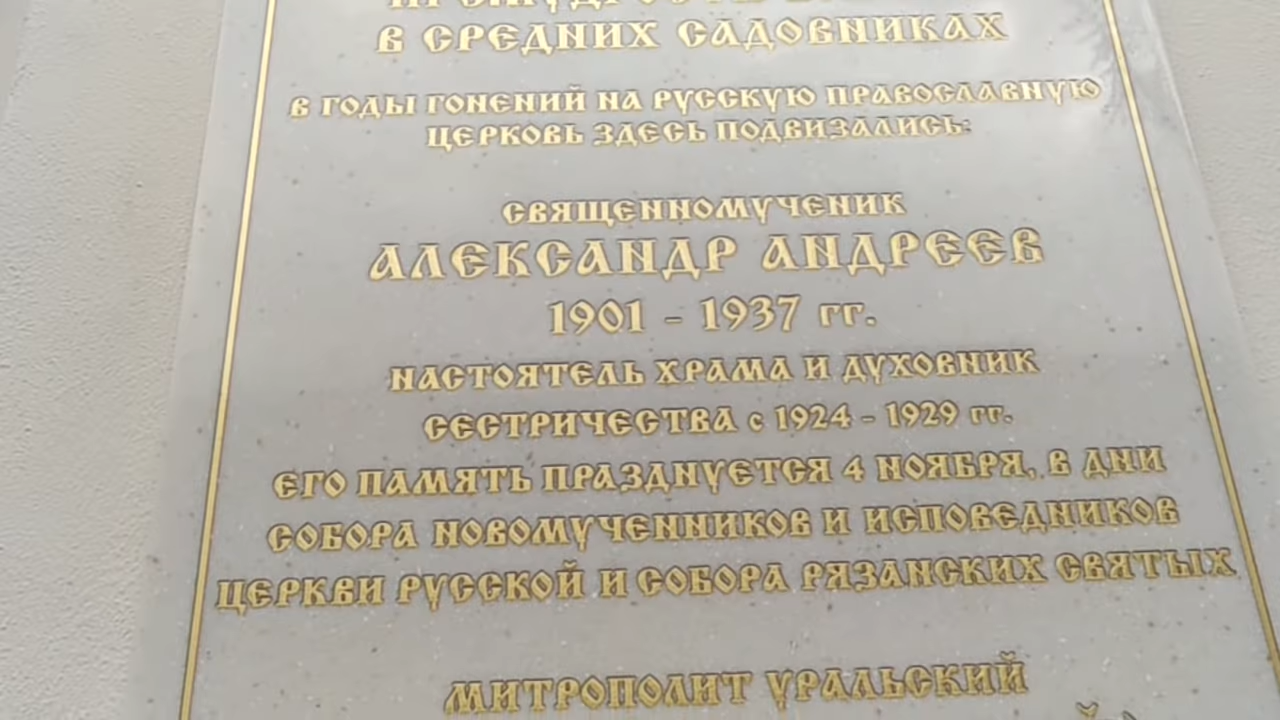 В СРЕДНИХ САДОВНИКАХ
В ГОДЫ ГОНЕНИЙ НА РУССКУЮ ПРАВОСЛАВНУЮ
ЦЕРКОВЬ ЗДЕСЬ ПОДВИЗАЛИСЬ:
СВЯЩЕННОМУЧЕНИК
АЛЕКСАНДР АНДРЕЕВ
1901 - 1937 гг.
НАСТОЯТЕЛЬ ХРАМА И ДУХОВНИК
СЕСТРИЧЕСТВА с 1924 - 1929 гг.
ЕГО ПАМЯТЬ ПРАЗДНУЕТСЯ 4 НОЯБРЯ, В ДНИ
СОБОРА НОВОМУЧЕННИКОВ И ИСПОВЕДНИКОВ
ЦЕРКВИ РУССКОЙ И СОБОРА РЯЗАНСКИХ СВЯТЫХ
МИТРОПОЛИТ УРАЛЬСКИЙ